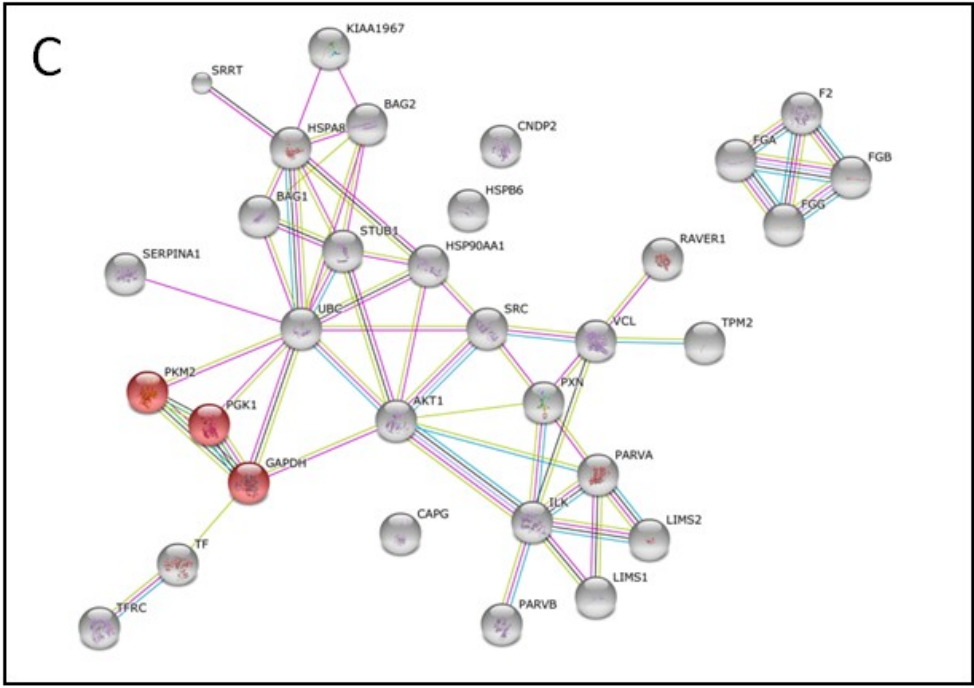 C
KIAA1967
SRRT
BAG2
F2
HSPA8
CNDP2
FGA
FGB
BAG1
HSPB6
FGG
STUB1
HSP90AA1
RAVER1
SERPINA1
UBC
SRC
VCL
TPM2
PKM2
PXN
PGK1
AKT1
GAPDH
PARVA
ILK
CAPG
LIMS2
TF
LIMS1
TFRC
PARVB